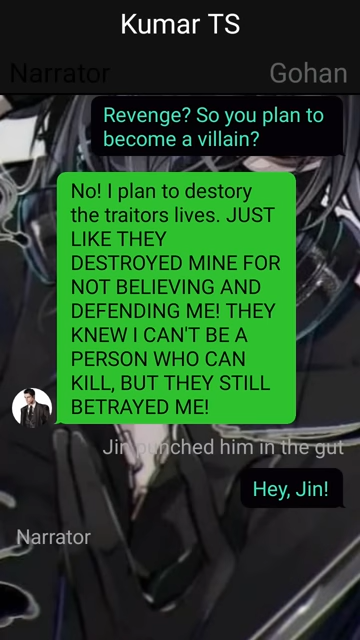 Kumar TS
Narrator
Gohan
Revenge? So you plan to
become a villain?
No! I plan to destory
the traitors lives. JUST
LIKE THEY
DESTROYED MINE FOR
NOT BELIEVING AND
DEFENDING ME! THEY
KNEW I CAN'T BE A
PERSON WHO CAN
KILL, BUT THEY STILL
BETRAYED ME!
Jin punched him in the gut
Hey, Jin!
Narrator